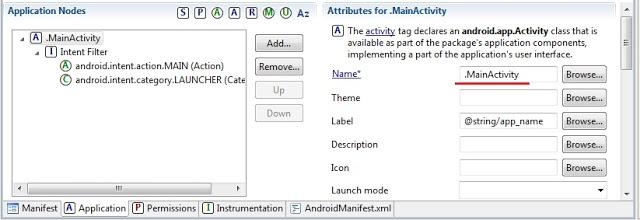 Application Nodes
S P A A R M U Az
Attributes for .MainActivity
A .MainActivity
I Intent Filter
A android.intent.action.MAIN (Action)
C android.intent.category.LAUNCHER (Cate
Add...
Remove...
Up
Down
A The activity tag declares an android.app.Activity class that is
available as part of the package's application components,
implementing a part of the application's user interface.
Name* .MainActivity Browse...
Theme Browse...
Label @string/app_name Browse...
Description Browse...
Icon Browse...
Launch mode
Manifest A Application P Permissions I Instrumentation AndroidManifest.xml